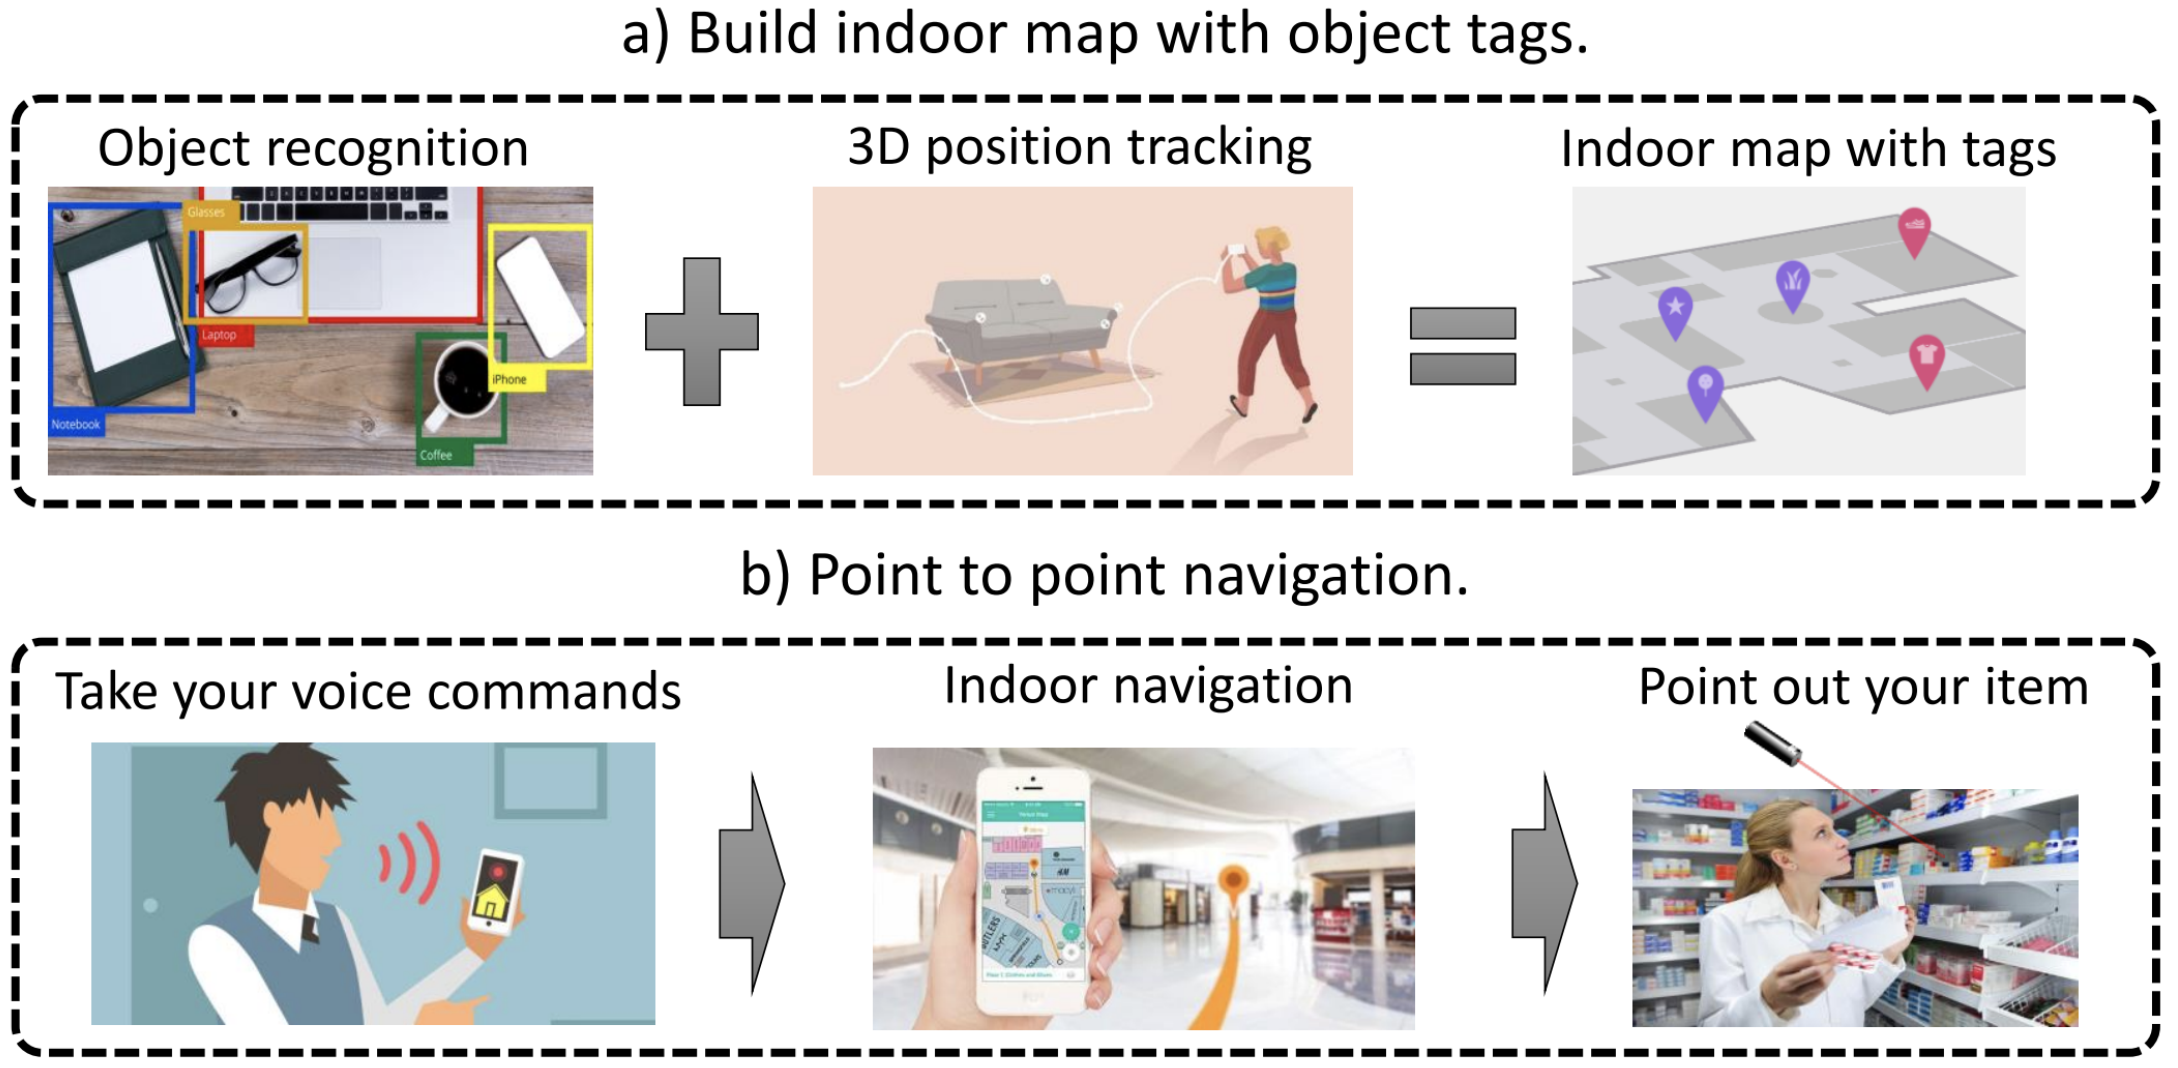 a) Build indoor map with object tags.
Object recognition
3D position tracking
Indoor map with tags
Glasses
Laptop
iPhone
Notebook
Coffee
b) Point to point navigation.
Take your voice commands
Indoor navigation
Point out your item